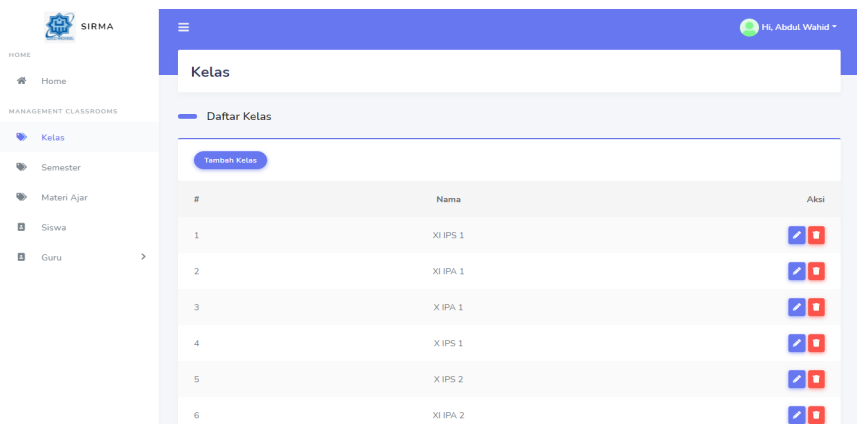 SIRMA
Hi, Abdul Wahid
HOME
Home
MANAGEMENT CLASSROOMS
Kelas
Semester
Materi Ajar
Siswa
Guru
Kelas
Daftar Kelas
Tambah Kelas
# Nama Aksi
1 XI IPS 1
2 XI IPA 1
3 X IPA 1
4 X IPS 1
5 X IPS 2
6 XI IPA 2